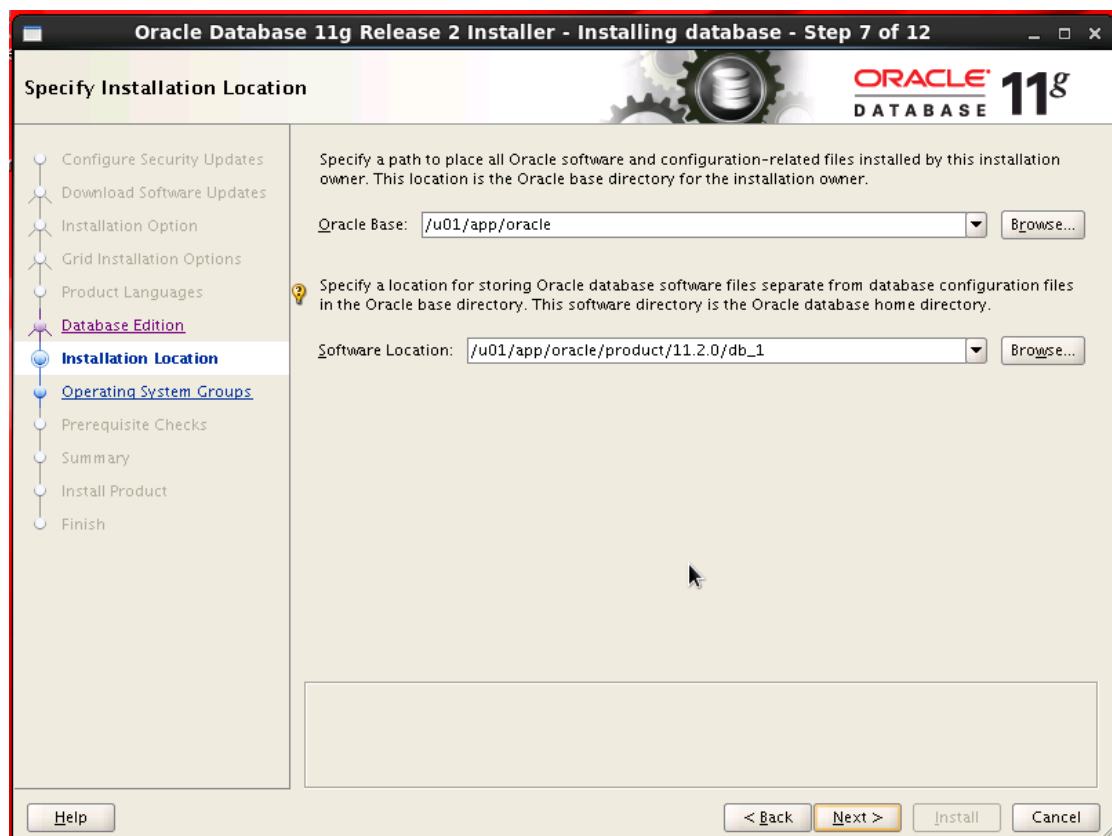 Oracle Database 11g Release 2 Installer - Installing database - Step 7 of 12
Specify Installation Location
ORACLE
DATABASE
11g
Configure Security Updates
Download Software Updates
Installation Option
Grid Installation Options
Product Languages
Database Edition
Installation Location
Operating System Groups
Prerequisite Checks
Summary
Install Product
Finish
Specify a path to place all Oracle software and configuration-related files installed by this installation
owner. This location is the Oracle base directory for the installation owner.
Oracle Base: /u01/app/oracle Browse...
Specify a location for storing Oracle database software files separate from database configuration files
in the Oracle base directory. This software directory is the Oracle database home directory.
Software Location: /u01/app/oracle/product/11.2.0/db_1 Browse...
Help < Back Next > Install Cancel